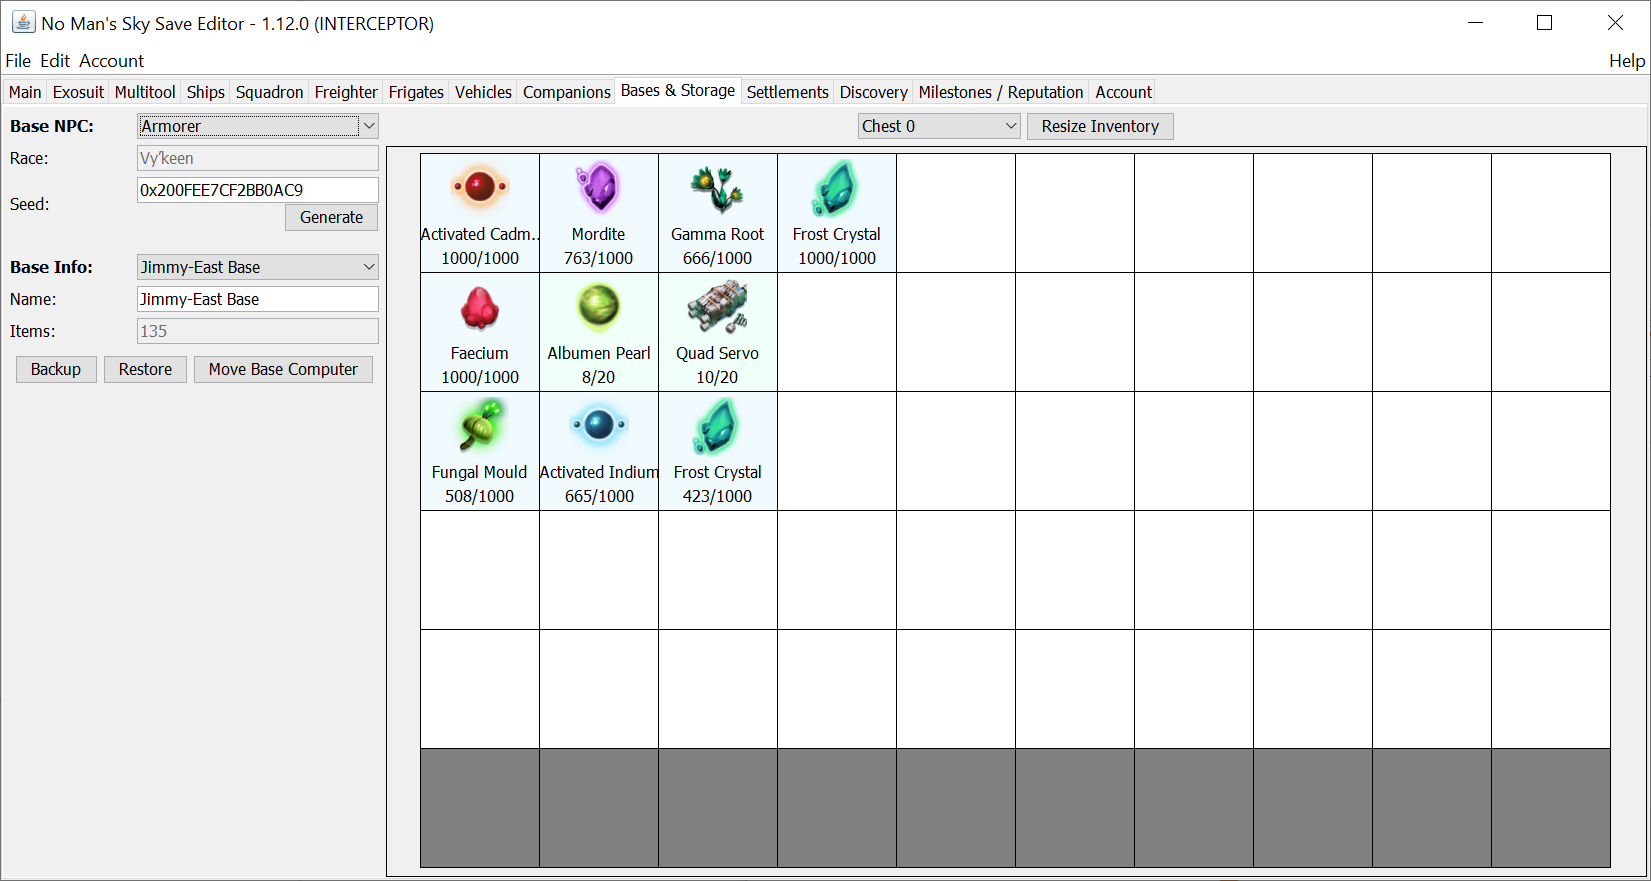 No Man's Sky Save Editor - 1.12.0 (INTERCEPTOR)
File Edit Account Help
Main Exosuit Multitool Ships Squadron Freighter Frigates Vehicles Companions Bases & Storage Settlements Discovery Milestones / Reputation Account
Base NPC: Armorer
Race: Vy'keen
Seed: 0x200FEE7CF2BB0AC9
Generate
Base Info: Jimmy-East Base
Name: Jimmy-East Base
Items: 135
Backup Restore Move Base Computer
Chest 0 Resize Inventory
Activated Cadm.. Mordite Gamma Root Frost Crystal
1000/1000 763/1000 666/1000 1000/1000
Faecium Albumen Pearl Quad Servo
1000/1000 8/20 10/20
Fungal Mould Activated Indium Frost Crystal
508/1000 665/1000 423/1000